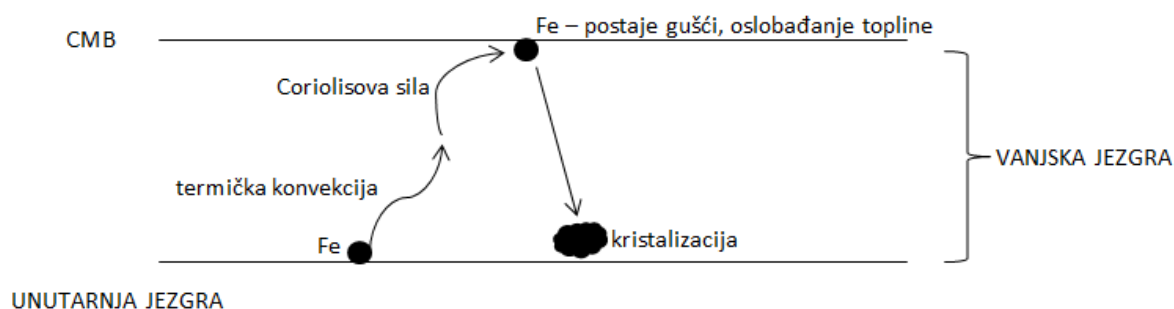 Fe – postaje gušći, oslobađanje topline
CMB
Coriolisova sila
VANJSKA JEZGRA
termička konvekcija
Fe
kristalizacija
UNUTARNJA JEZGRA